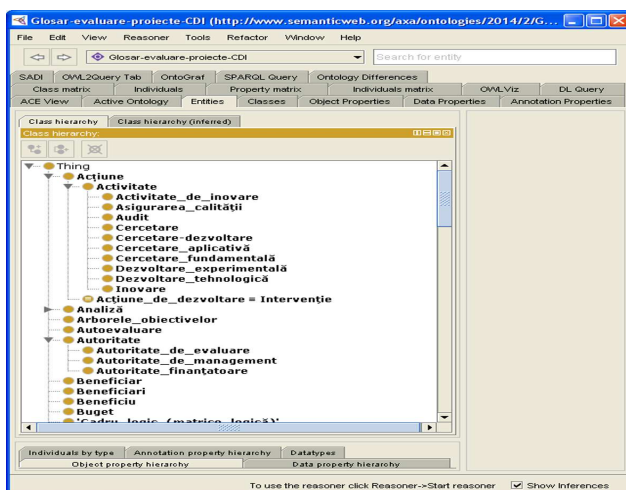 Glosar-evaluare-proiecte-CDI (http://www.semanticweb.org/axa/ontologies/2014/2/G...
File Edit View Reasoner Tools Refactor Window Help
Glosar-evaluare-proiecte-CDI Search for entity
SADI OWL2Query Tab OntoGraf SPARQL Query Ontology Differences
Class matrix Individuals Property matrix Individuals matrix OWLViz DL Query
ACE View Active Ontology Entities Classes Object Properties Data Properties Annotation Properties
Class hierarchy Class hierarchy (inferred)
Class hierarchy:
Thing
Acțiune
Activitate
Activitate_de_inovare
Asigurarea_calității
Audit
Cercetare
Cercetare-dezvoltare
Cercetare_aplicativă
Cercetare_fundamentală
Dezvoltare_experimentală
Dezvoltare_tehnologică
Inovare
Acțiune_de_dezvoltare = Intervenție
Analiză
Arborele_obiectivelor
Autoevaluare
Autoritate
Autoritate_de_evaluare
Autoritate_de_management
Autoritate_finanțatoare
Beneficiar
Beneficiari
Beneficiu
Buget
'Cadru_logic_(matrice_logică)'
Individuals by type Annotation property hierarchy Datatypes
Object property hierarchy Data property hierarchy
To use the reasoner click Reasoner->Start reasoner Show Inferences